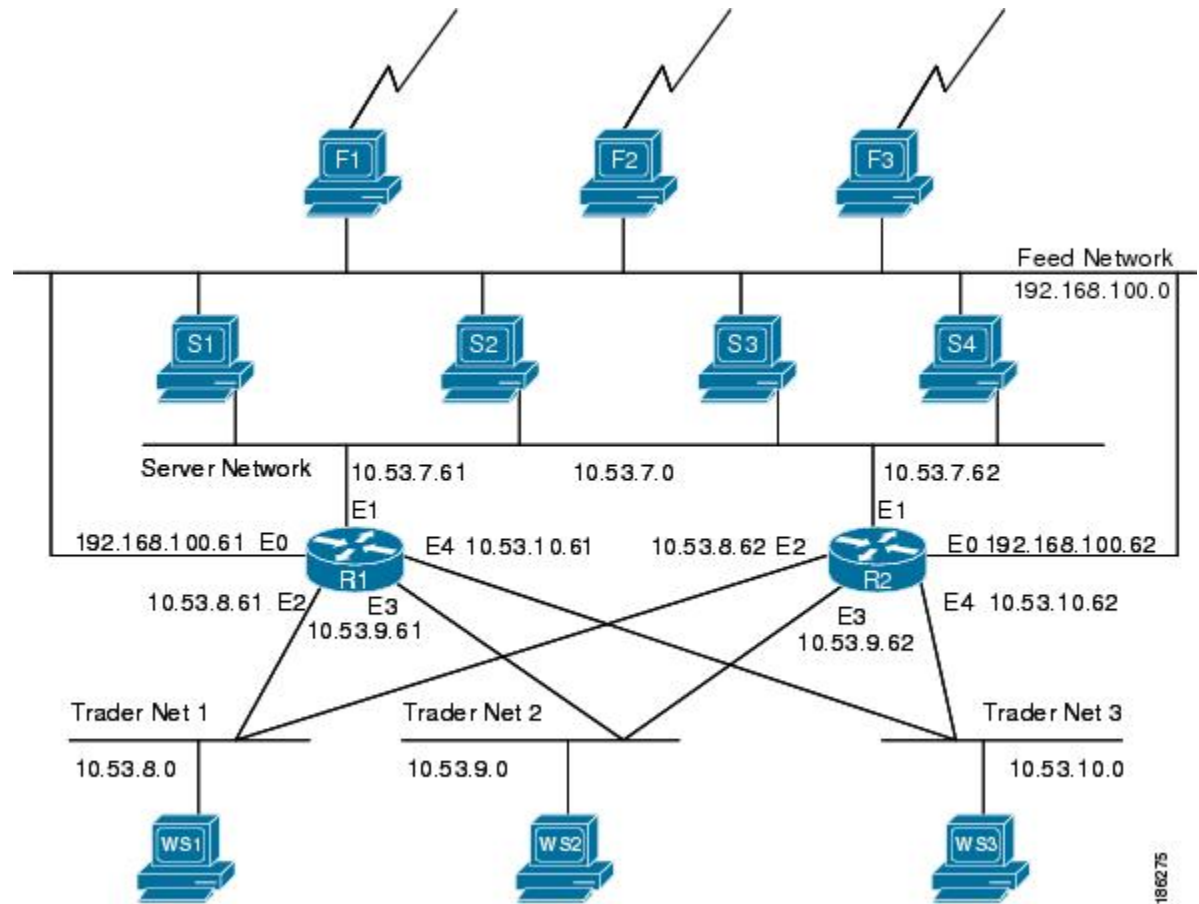 F1 F2 F3
Feed Network
192.168.100.0
S1 S2 S3 S4
Server Network 10.53.7.61 10.53.7.0 10.53.7.62
E1 E1
192.168.100.61 E0 E4 10.53.10.61 10.53.8.62 E2 E0 192.168.100.62
R1 R2
10.53.8.61 E2 E3 E3 E4 10.53.10.62
10.53.9.61 10.53.9.62
Trader Net 1 Trader Net 2 Trader Net 3
10.53.8.0 10.53.9.0 10.53.10.0
WS1 WS2 WS3
186275